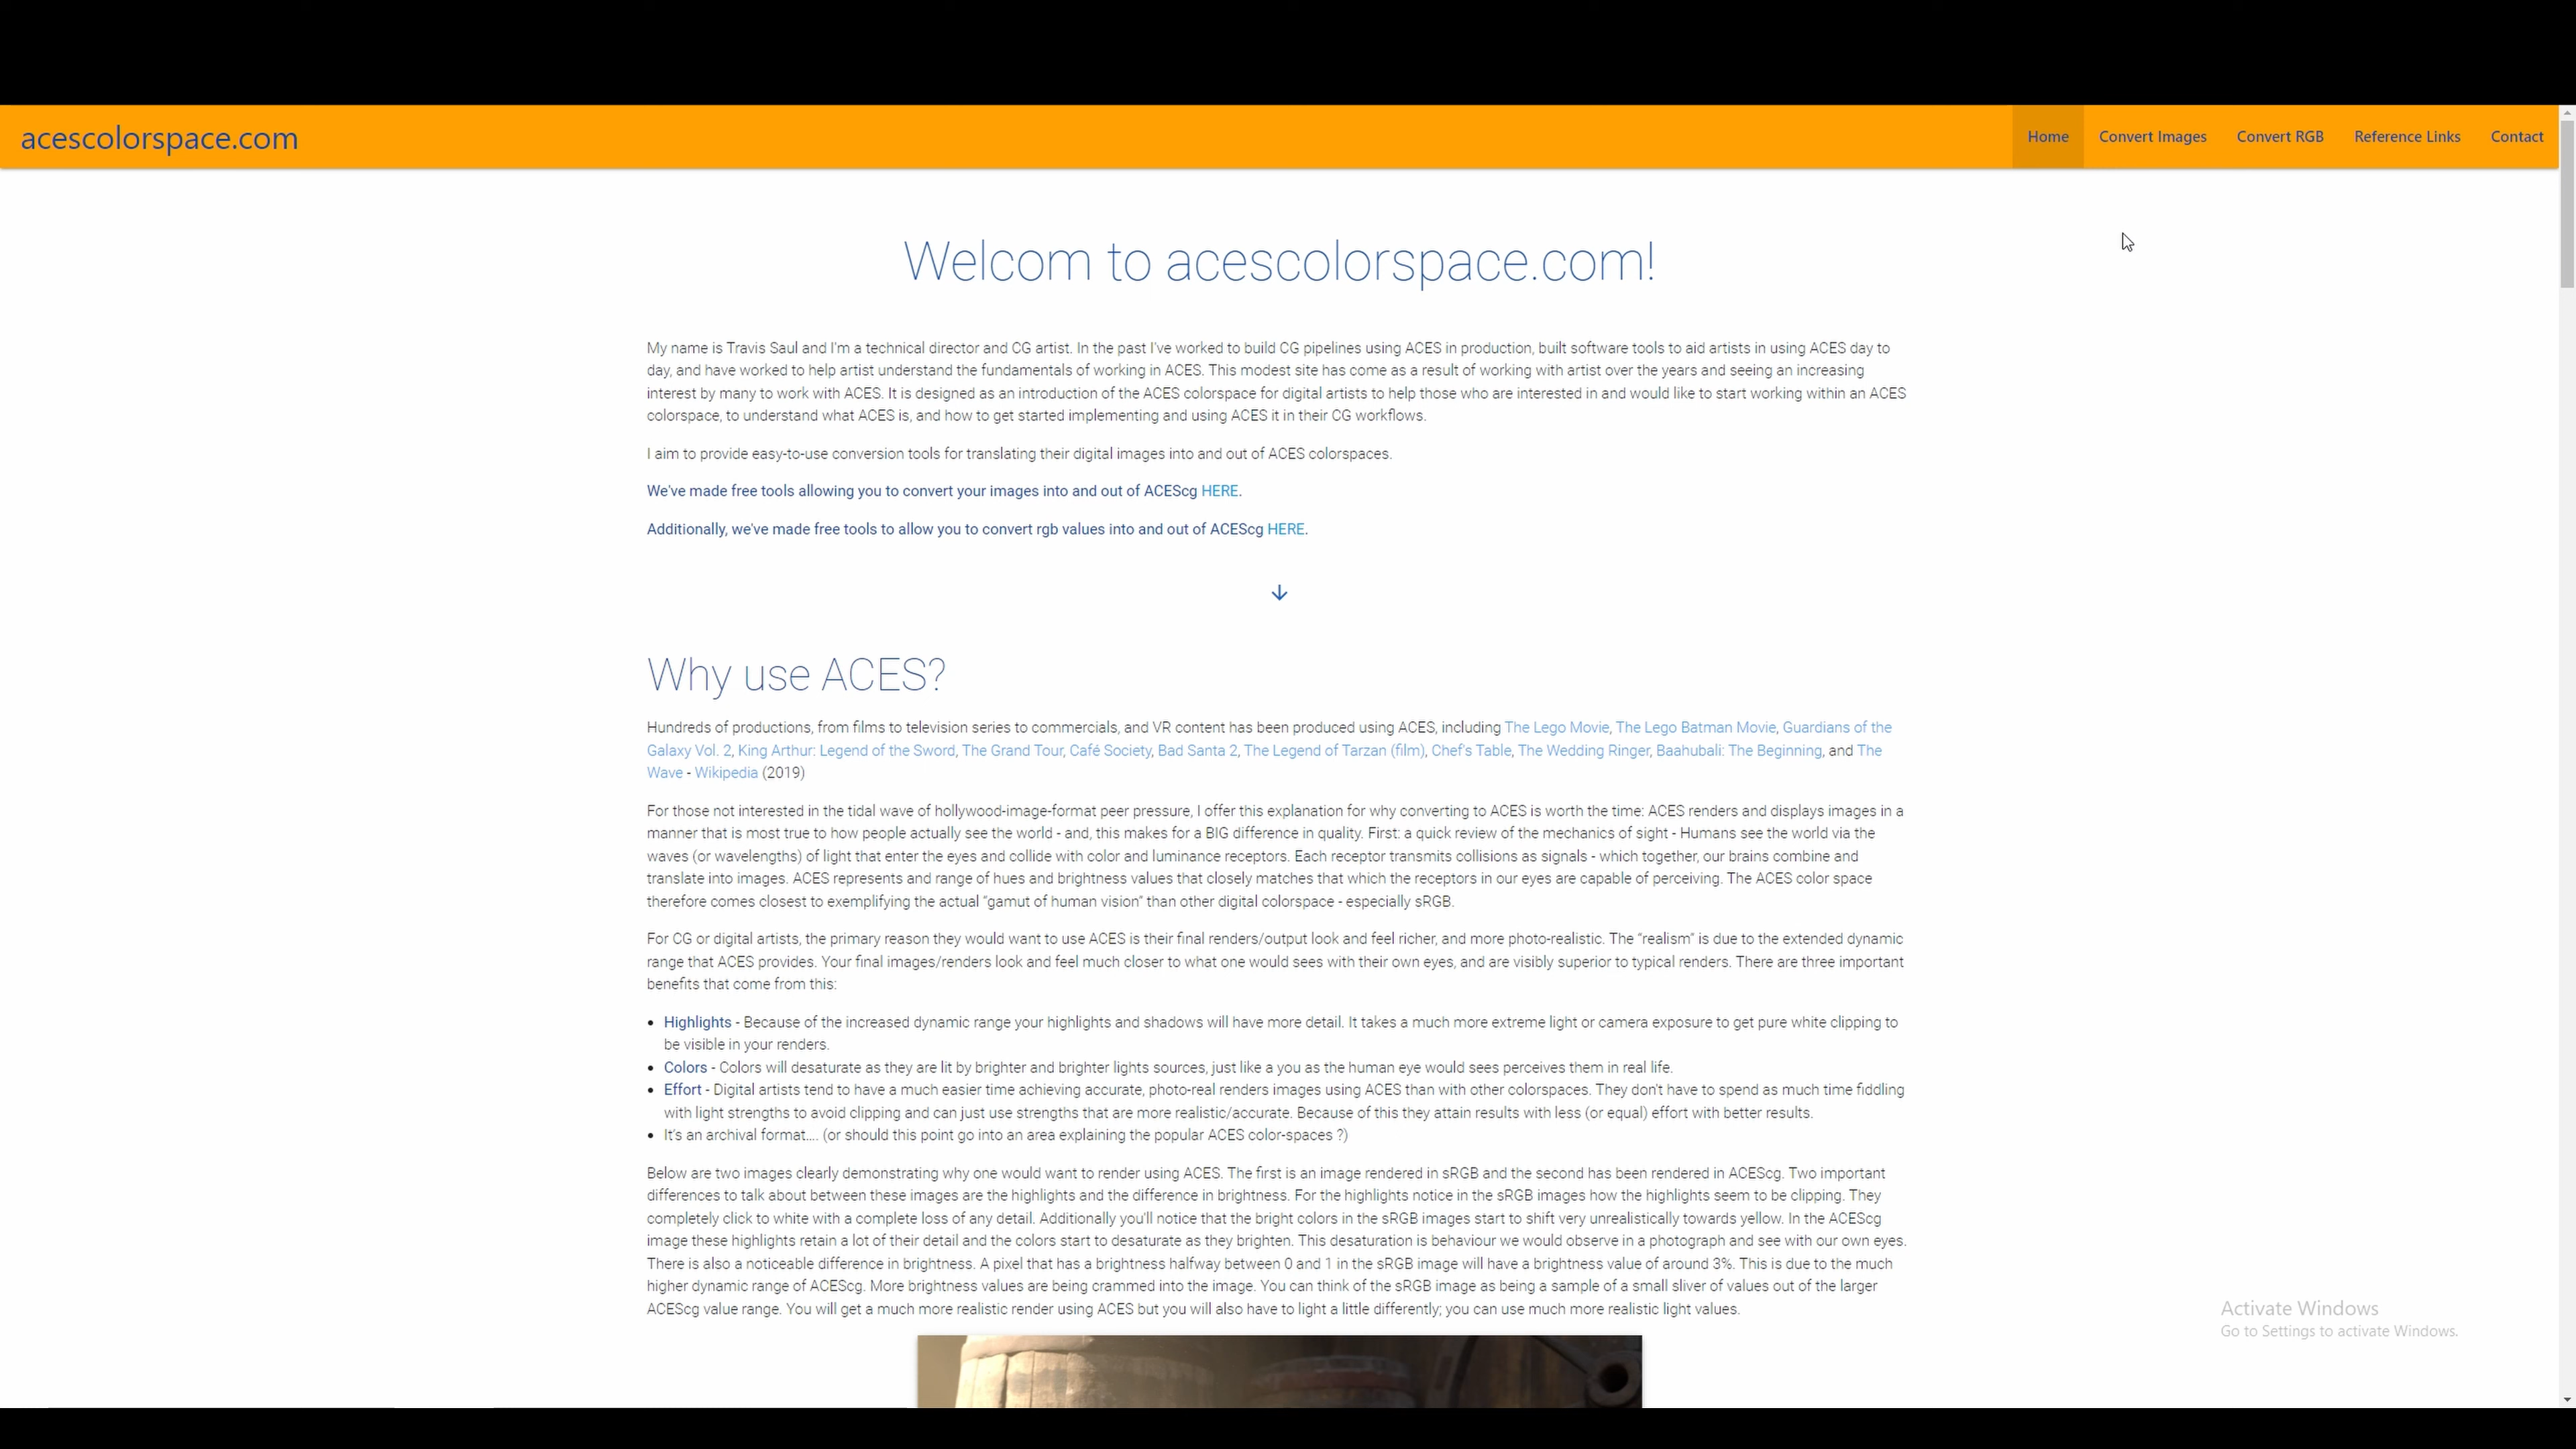 acescolorspace.com
Home
Convert Images
Convert RGB
Reference Links
Contact
Welcom to acescolorspace.com!
My name is Travis Saul and I'm a technical director and CG artist. In the past I've worked to build CG pipelines using ACES in production, built software tools to aid artists in using ACES day to
day, and have worked to help artist understand the fundamentals of working in ACES. This modest site has come as a result of working with artist over the years and seeing an increasing
interest by many to work with ACES. It is designed as an introduction of the ACES colorspace for digital artists to help those who are interested in and would like to start working within an ACES
colorspace, to understand what ACES is, and how to get started implementing and using ACES it in their CG workflows.
I aim to provide easy-to-use conversion tools for translating their digital images into and out of ACES colorspaces.
We've made free tools allowing you to convert your images into and out of ACEScg HERE.
Additionally, we've made free tools to allow you to convert rgb values into and out of ACEScg HERE.
Why use ACES?
Hundreds of productions, from films to television series to commercials, and VR content has been produced using ACES, including The Lego Movie, The Lego Batman Movie, Guardians of the
Galaxy Vol. 2, King Arthur: Legend of the Sword, The Grand Tour, Café Society, Bad Santa 2, The Legend of Tarzan (film), Chef's Table, The Wedding Ringer, Baahubali: The Beginning, and The
Wave - Wikipedia (2019)
For those not interested in the tidal wave of hollywood-image-format peer pressure, I offer this explanation for why converting to ACES is worth the time: ACES renders and displays images in a
manner that is most true to how people actually see the world - and, this makes for a BIG difference in quality. First: a quick review of the mechanics of sight - Humans see the world via the
waves (or wavelengths) of light that enter the eyes and collide with color and luminance receptors. Each receptor transmits collisions as signals - which together, our brains combine and
translate into images. ACES represents and range of hues and brightness values that closely matches that which the receptors in our eyes are capable of perceiving. The ACES color space
therefore comes closest to exemplifying the actual "gamut of human vision" than other digital colorspace - especially sRGB.
For CG or digital artists, the primary reason they would want to use ACES is their final renders/output look and feel richer, and more photo-realistic. The "realism" is due to the extended dynamic
range that ACES provides. Your final images/renders look and feel much closer to what one would sees with their own eyes, and are visibly superior to typical renders. There are three important
benefits that come from this:
• Highlights - Because of the increased dynamic range your highlights and shadows will have more detail. It takes a much more extreme light or camera exposure to get pure white clipping to
be visible in your renders.
• Colors - Colors will desaturate as they are lit by brighter and brighter lights sources, just like a you as the human eye would sees perceives them in real life.
• Effort - Digital artists tend to have a much easier time achieving accurate, photo-real renders images using ACES than with other colorspaces. They don't have to spend as much time fiddling
with light strengths to avoid clipping and can just use strengths that are more realistic/accurate. Because of this they attain results with less (or equal) effort with better results.
• It's an archival format.... (or should this point go into an area explaining the popular ACES color-spaces ?)
Below are two images clearly demonstrating why one would want to render using ACES. The first is an image rendered in sRGB and the second has been rendered in ACEScg. Two important
differences to talk about between these images are the highlights and the difference in brightness. For the highlights notice in the sRGB images how the highlights seem to be clipping. They
completely click to white with a complete loss of any detail. Additionally you'll notice that the bright colors in the sRGB images start to shift very unrealistically towards yellow. In the ACEScg
image these highlights retain a lot of their detail and the colors start to desaturate as they brighten. This desaturation is behaviour we would observe in a photograph and see with our own eyes.
There is also a noticeable difference in brightness. A pixel that has a brightness halfway between 0 and 1 in the sRGB image will have a brightness value of around 3%. This is due to the much
higher dynamic range of ACEScg. More brightness values are being crammed into the image. You can think of the sRGB image as being a sample of a small sliver of values out of the larger
ACEScg value range. You will get a much more realistic render using ACES but you will also have to light a little differently; you can use much more realistic light values.
Activate Windows
Go to Settings to activate Windows.